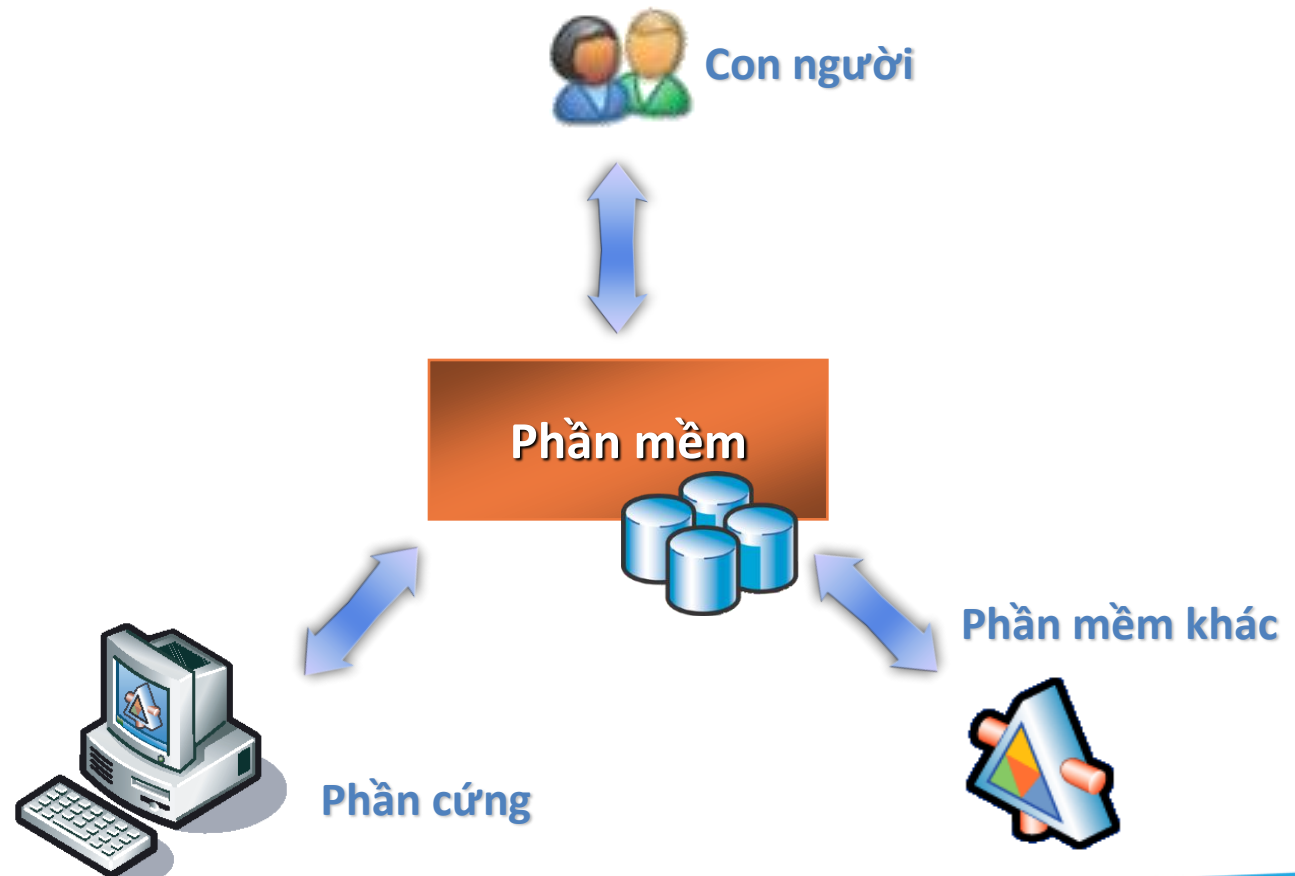 Con người
Phần mềm
Phần mềm khác
Phần cứng